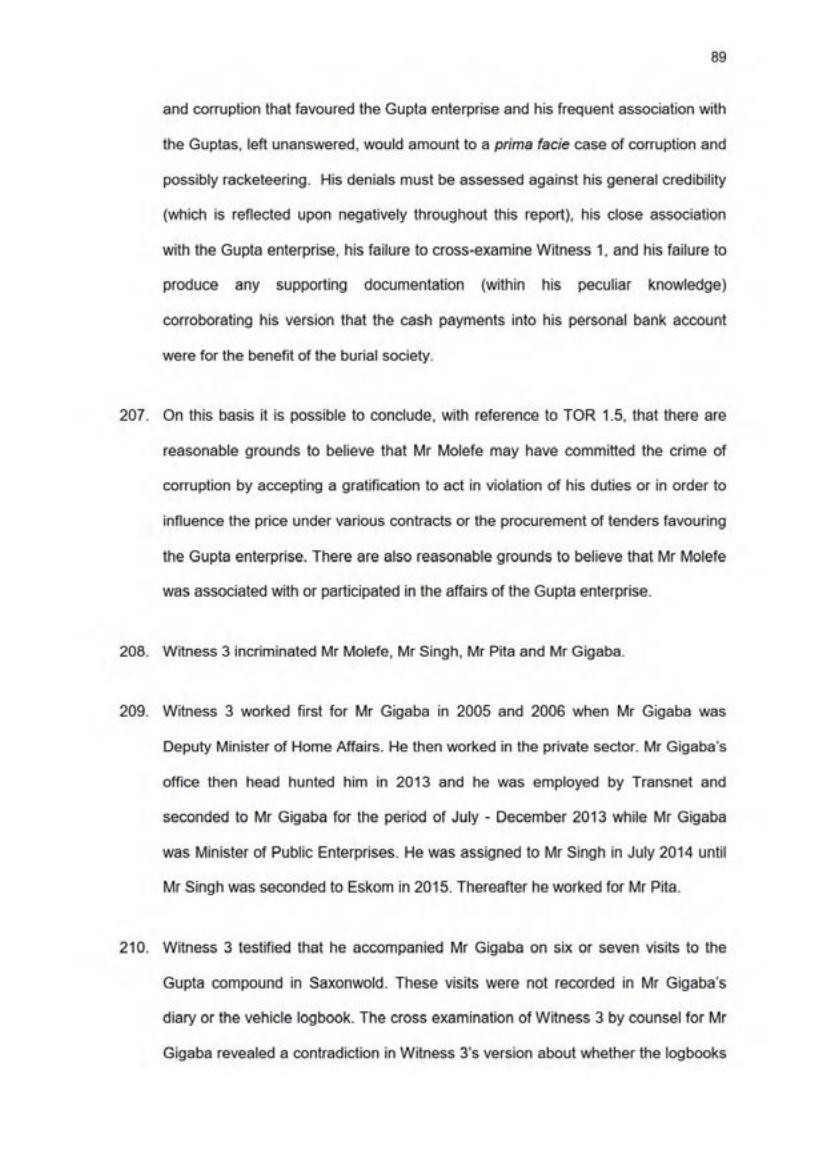 89
and corruption that favoured the Gupta enterprise and his frequent association with
the Guptas, left unanswered, would amount to a prima facie case of corruption and
possibly racketeering. His denials must be assessed against his general credibility
(which is reflected upon negatively throughout this report), his close association
with the Gupta enterprise, his failure to cross-examine Witness 1, and his failure to
produce any supporting documentation (within his peculiar knowledge)
corroborating his version that the cash payments into his personal bank account
were for the benefit of the burial society.
207. On this basis it is possible to conclude, with reference to TOR 1.5, that there are
reasonable grounds to believe that Mr Molefe may have committed the crime of
corruption by accepting a gratification to act in violation of his duties or in order to
influence the price under various contracts or the procurement of tenders favouring
the Gupta enterprise. There are also reasonable grounds to believe that Mr Molefe
was associated with or participated in the affairs of the Gupta enterprise.
208. Witness 3 incriminated Mr Molefe, Mr Singh, Mr Pita and Mr Gigaba.
209. Witness 3 worked first for Mr Gigaba in 2005 and 2006 when Mr Gigaba was
Deputy Minister of Home Affairs. He then worked in the private sector. Mr Gigaba's
office then head hunted him in 2013 and he was employed by Transnet and
seconded to Mr Gigaba for the period of July - December 2013 while Mr Gigaba
was Minister of Public Enterprises. He was assigned to Mr Singh in July 2014 until
Mr Singh was seconded to Eskom in 2015. Thereafter he worked for Mr Pita.
210. Witness 3 testified that he accompanied Mr Gigaba on six or seven visits to the
Gupta compound in Saxonwold. These visits were not recorded in Mr Gigaba's
diary or the vehicle logbook. The cross examination of Witness 3 by counsel for Mr
Gigaba revealed a contradiction in Witness 3's version about whether the logbooks